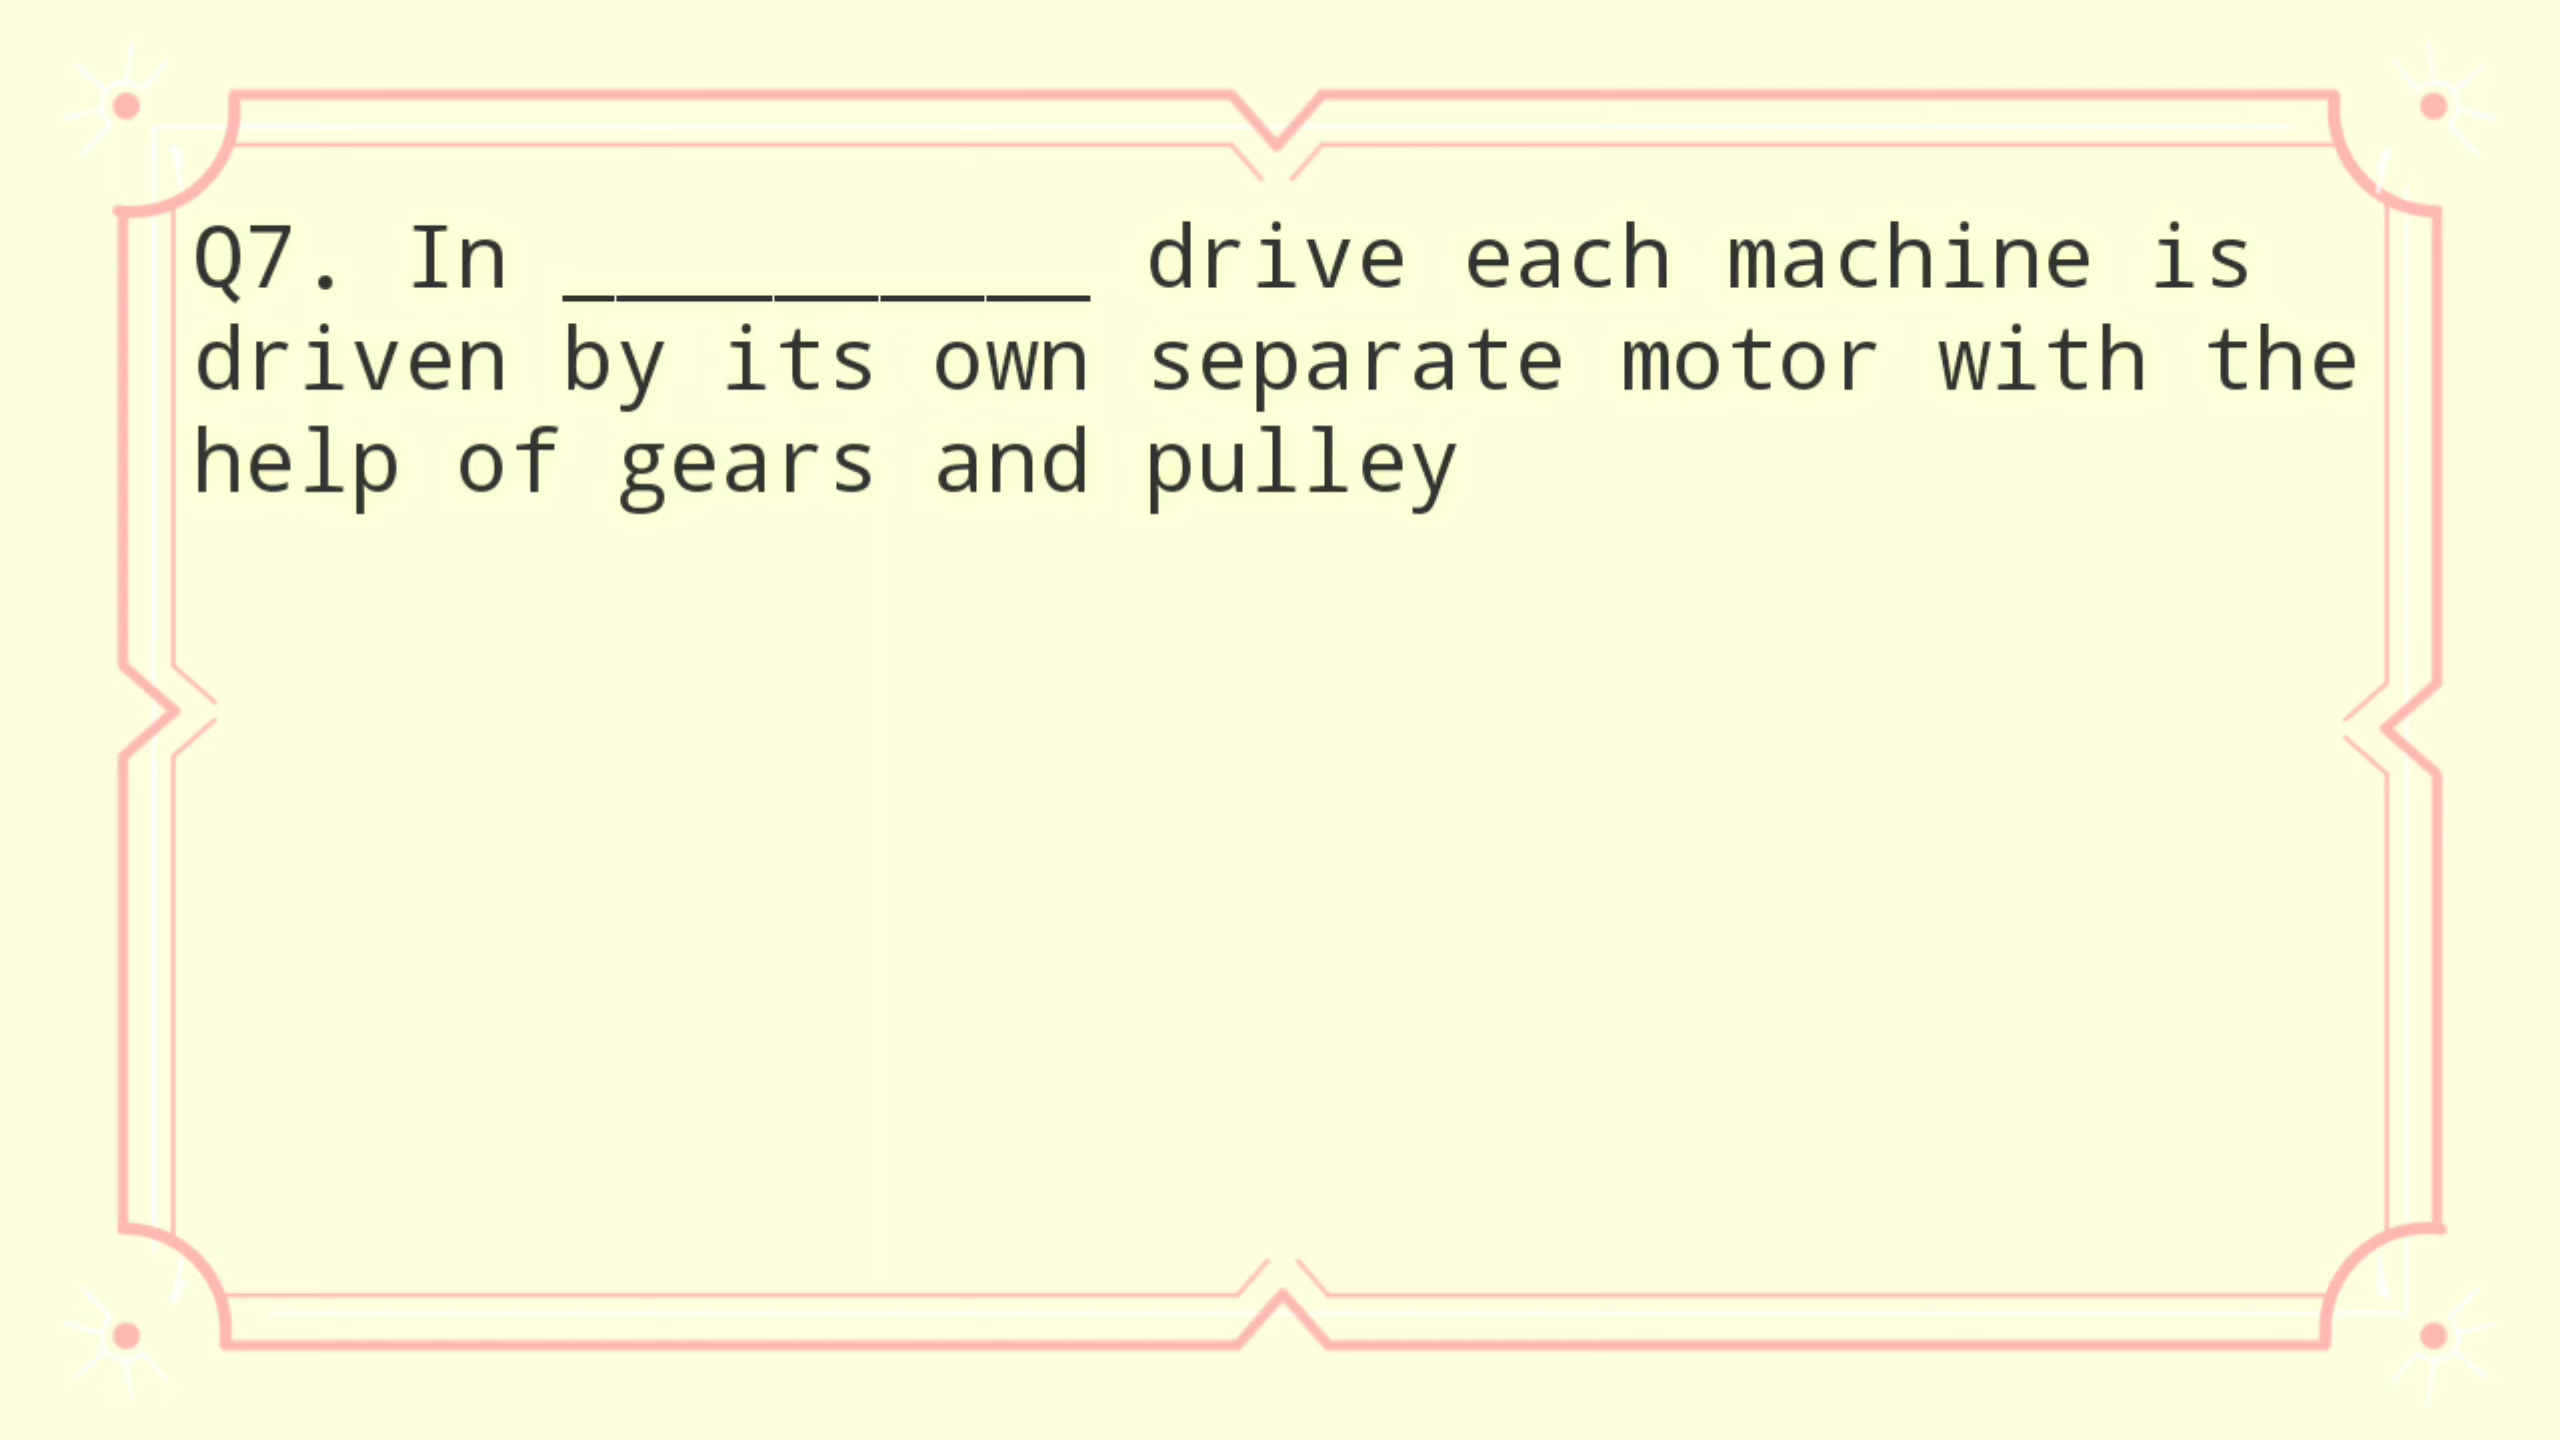 Q7. In __________ drive each machine is
driven by its own separate motor with the
help of gears and pulley